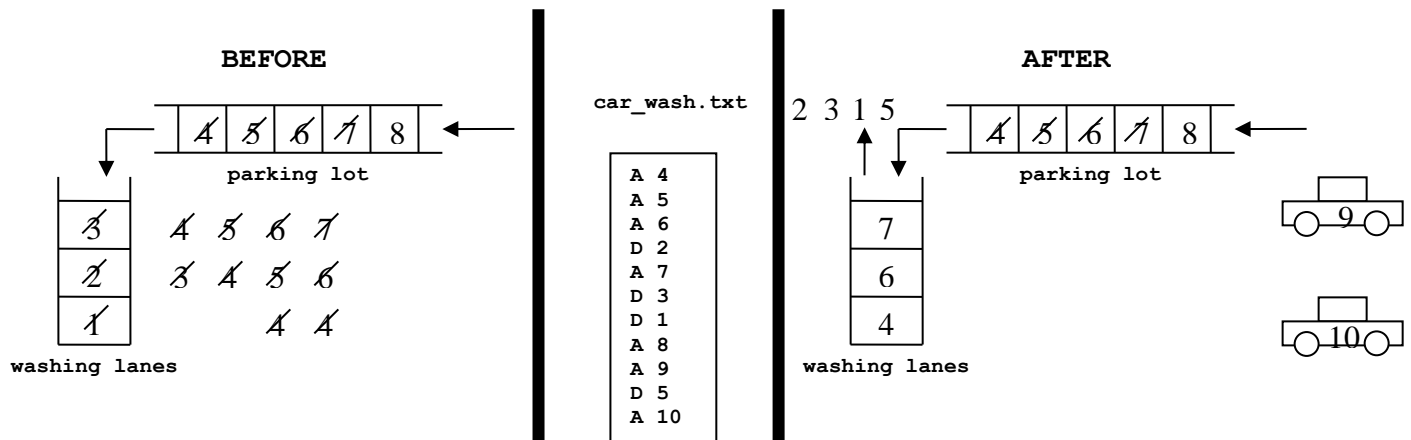 BEFORE
4 5 6 7 8
parking lot
3 4 5 6 7
2 3 4 5 6
1 4 4
washing lanes
car_wash.txt
A 4
A 5
A 6
D 2
A 7
D 3
D 1
A 8
A 9
D 5
A 10
AFTER
2 3 1 5
4 5 6 7 8
parking lot
7
6
4
washing lanes
9
10